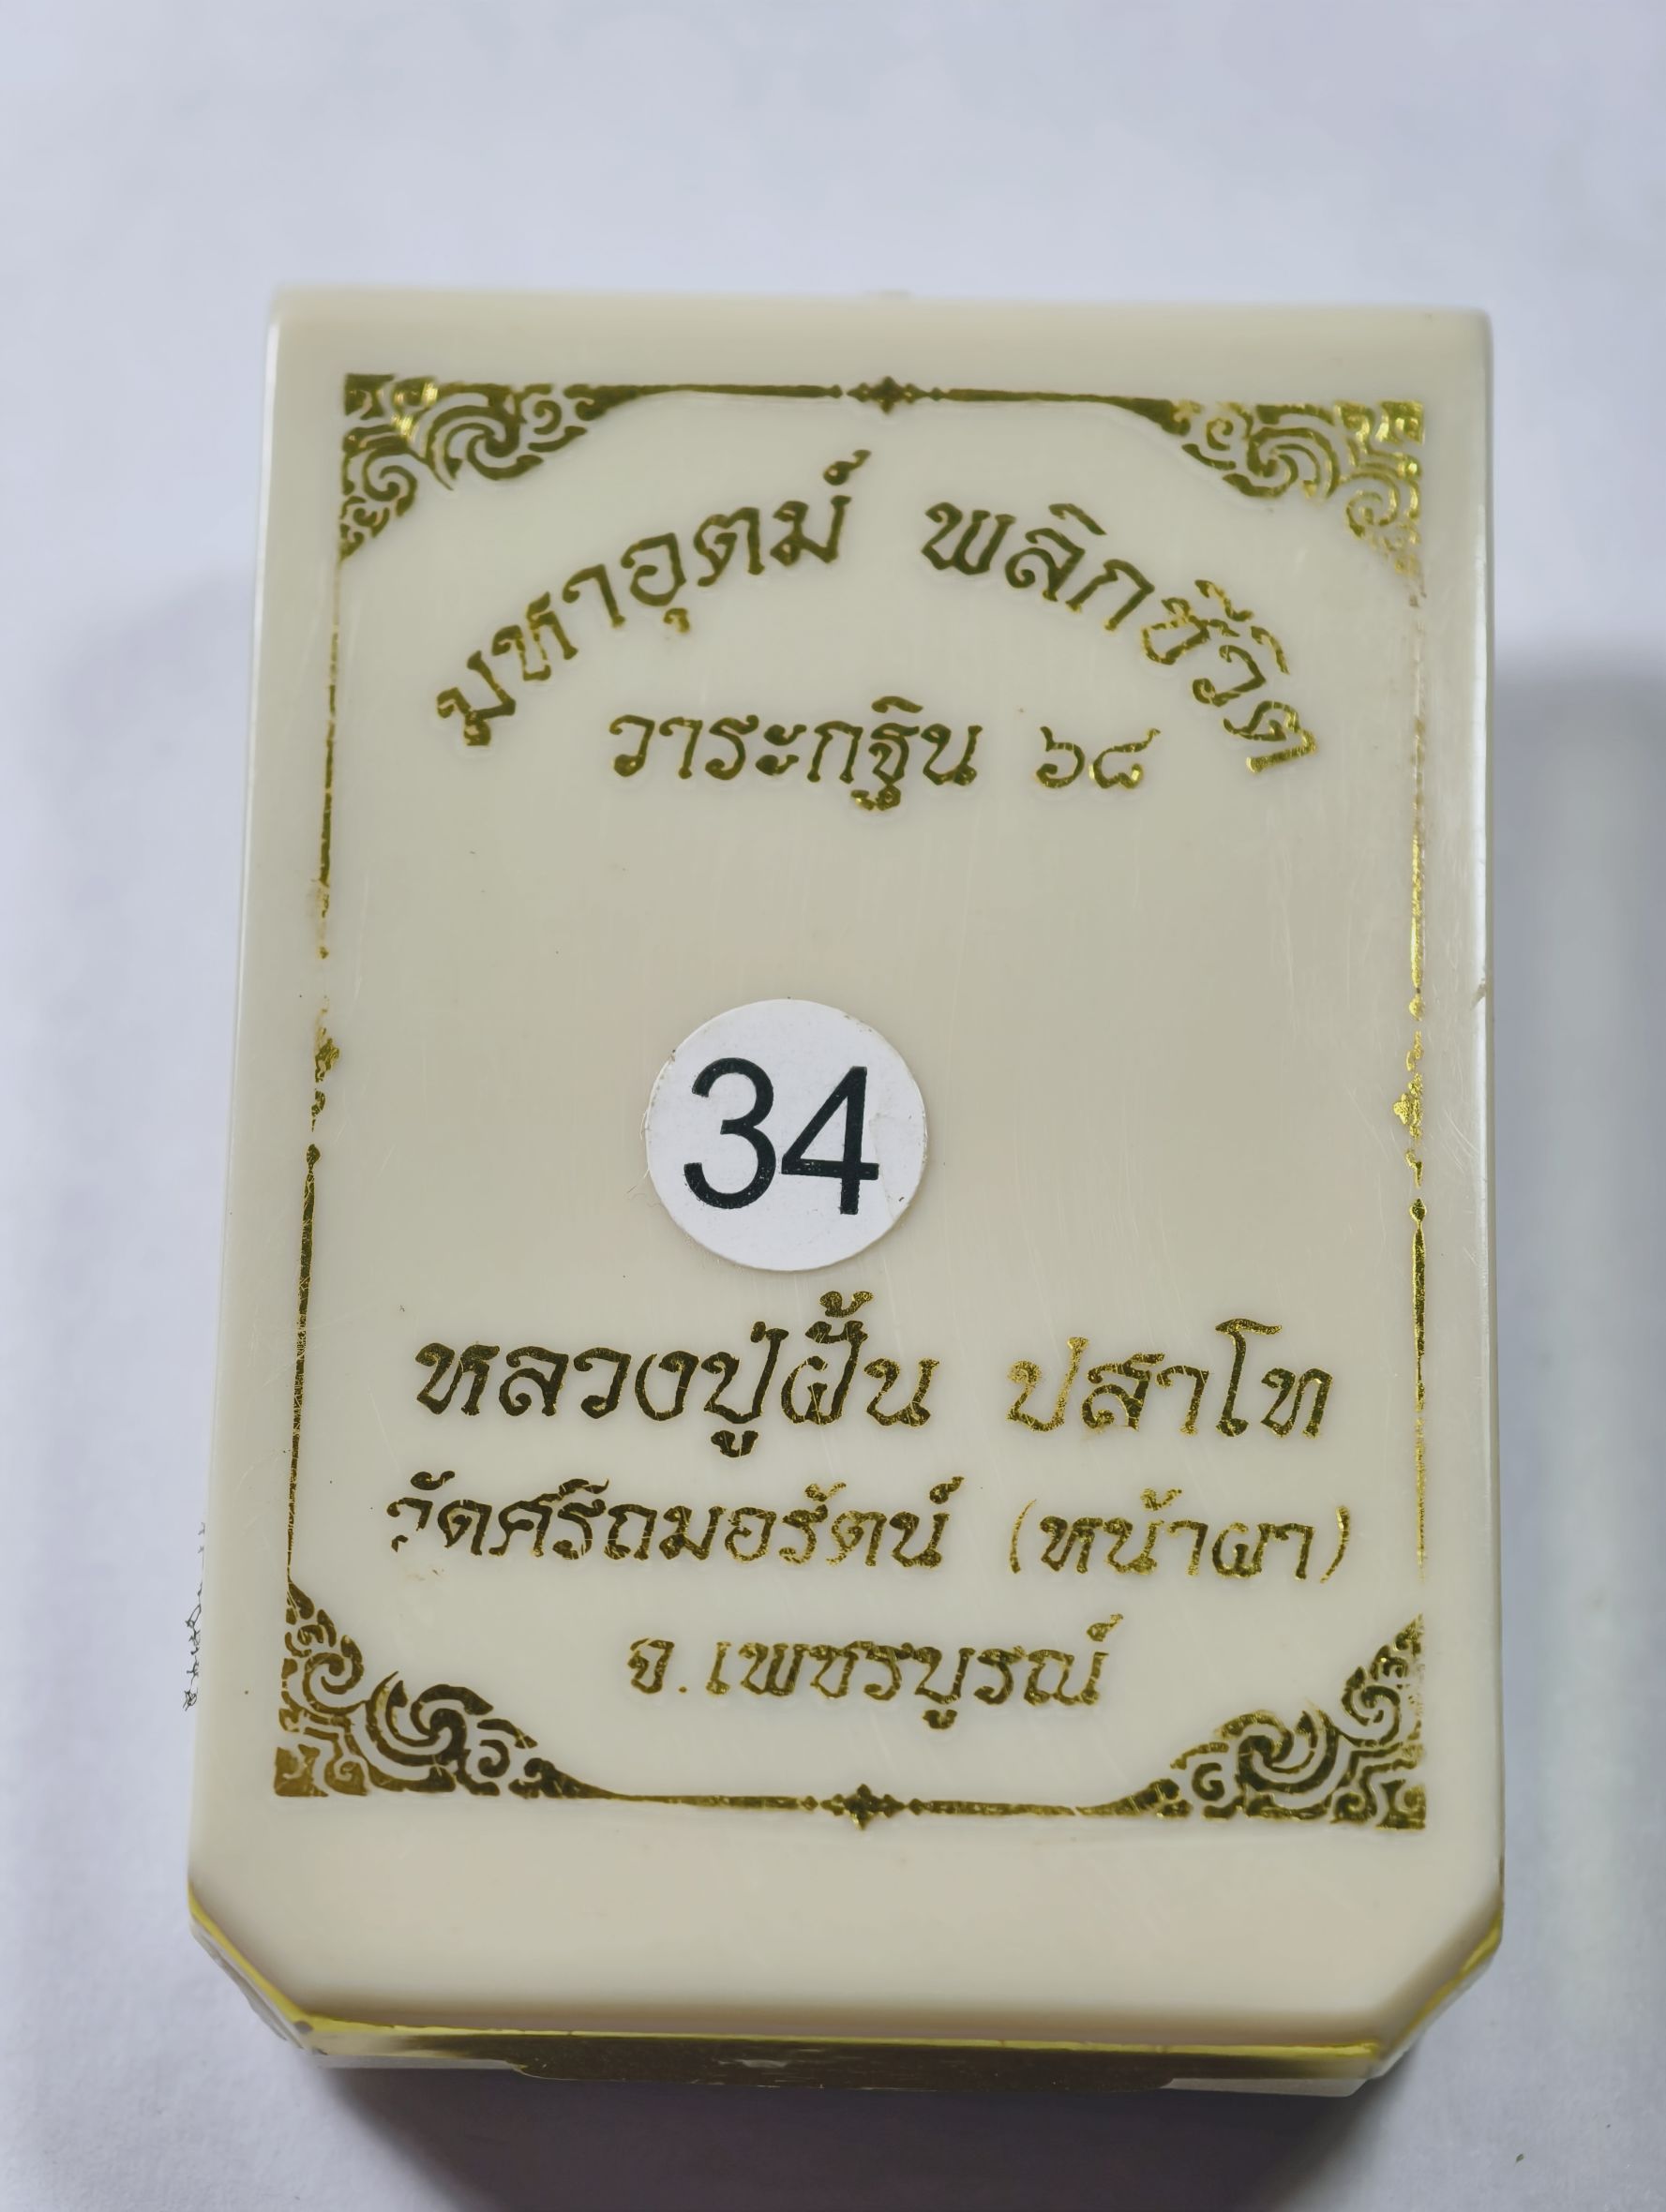 มหาอุตม์ พลิกชีวิต
วาระกฐิน ๖๘
34
หลวงปู่ฝั้น ปสาโท
วัดศรีถมอรัตน์ (หน้าผา)
จ.เพชรบูรณ์